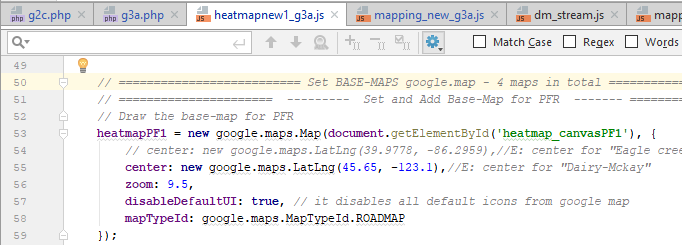 g2c.php g3a.php heatmapnew1_g3a.js mapping_new_g3a.js dm_stream.js
Match Case Regex Words
49
50 // ========================== Set BASE-MAPS google.map - 4 maps in total ===========
51 // ====================== --------- Set and Add Base-Map for PFR ------- ========
52 // Draw the base-map for PFR
53 heatmapPF1 = new google.maps.Map(document.getElementById('heatmap_canvasPF1'), {
54 // center: new google.maps.LatLng(39.9778, -86.2959),//E: center for "Eagle cree
55 center: new google.maps.LatLng(45.65, -123.1),//E: center for "Dairy-Mckay"
56 zoom: 9.5,
57 disableDefaultUI: true, // it disables all default icons from google map
58 mapTypeId: google.maps.MapTypeId.ROADMAP
59 });